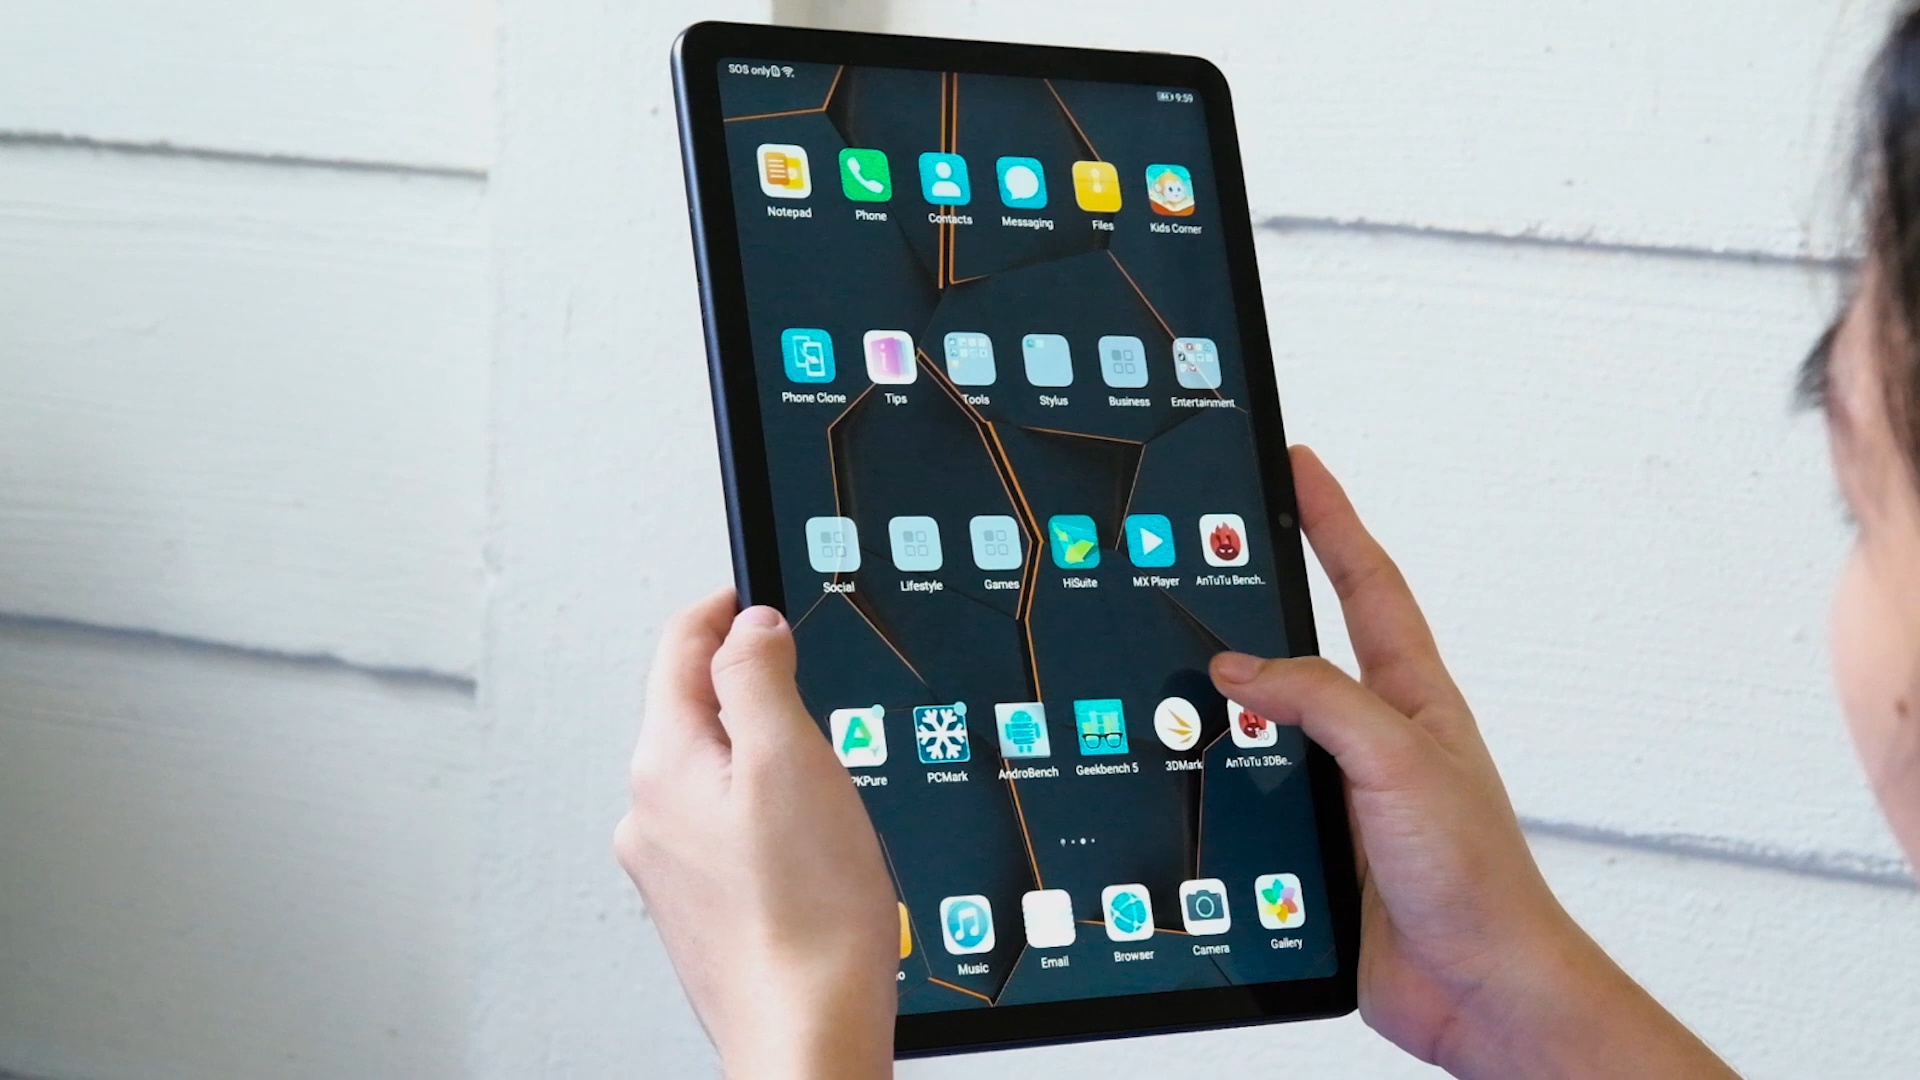 SOS only
9:59
Notepad Phone Contacts Messaging Files Kids Corner
Phone Clone Tips Tools Stylus Business Entertainment
Social Lifestyle Games HiSuite MX Player AnTuTu Bench..
PKPure PCMark AndroBench Geekbench 5 3DMark AnTuTu 3DBe..
Music Email Browser Camera Gallery